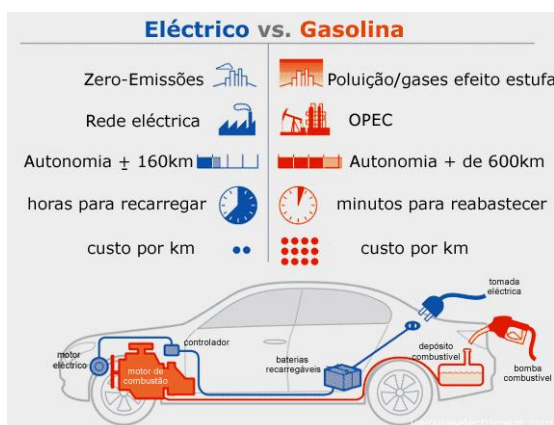 Eléctrico vs. Gasolina
Zero-Emissões
Poluição/gases efeito estufa
Rede eléctrica
OPEC
Autonomia ± 160km
Autonomia + de 600km
horas para recarregar
minutos para reabastecer
custo por km
custo por km
tomada
eléctrica
controlador
motor
eléctrico
motor de
combustão
baterias
recarregáveis
depósito
combustível
bomba
combustível